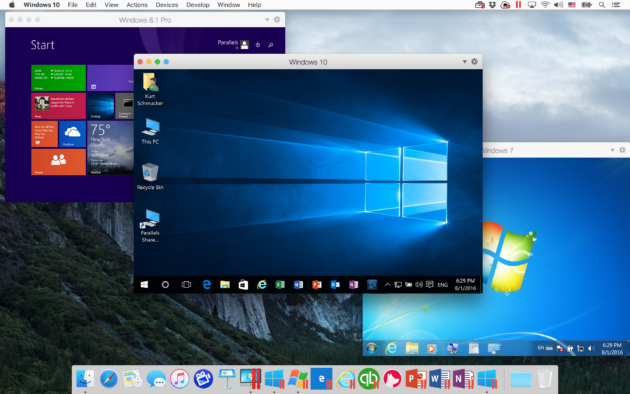 Windows 10 File Edit View Actions Devices Develop Window Help
Windows 8.1 Pro
Start
Parallels
75°
Windows 10
Kurt
Schmucker
This PC
Recycle Bin
Parallels
Share...
ENG
6:29 PM
8/1/2016
Windows 7
EN
6:29 PM
8/1/2016